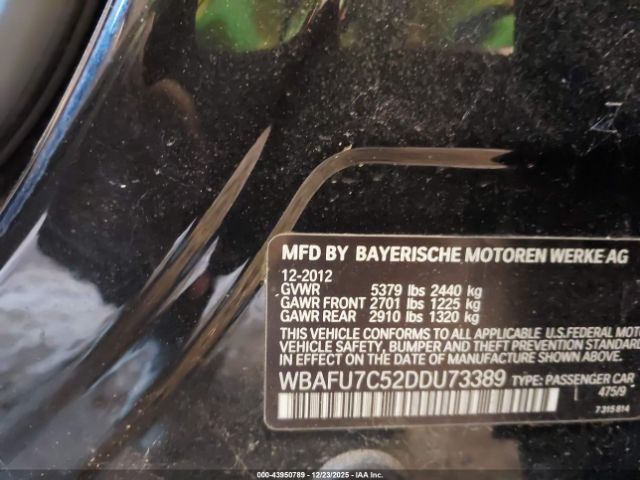 MFD BY BAYERISCHE MOTOREN WERKE AG
12-2012
GVWR 5379 lbs 2440 kg
GAWR FRONT 2701 lbs 1225 kg
GAWR REAR 2910 lbs 1320 kg
THIS VEHICLE CONFORMS TO ALL APPLICABLE U.S. FEDERAL MOTO
VEHICLE SAFETY, BUMPER AND THEFT PREVENTION STANDARD
IN EFFECT ON THE DATE OF MANUFACTURE SHOWN ABOVE.
WBAFU7C52DDU73389 TYPE: PASSENGER CAR
475/9
7 315 814
000-43950789 - 12/23/2025 - IAA Inc.